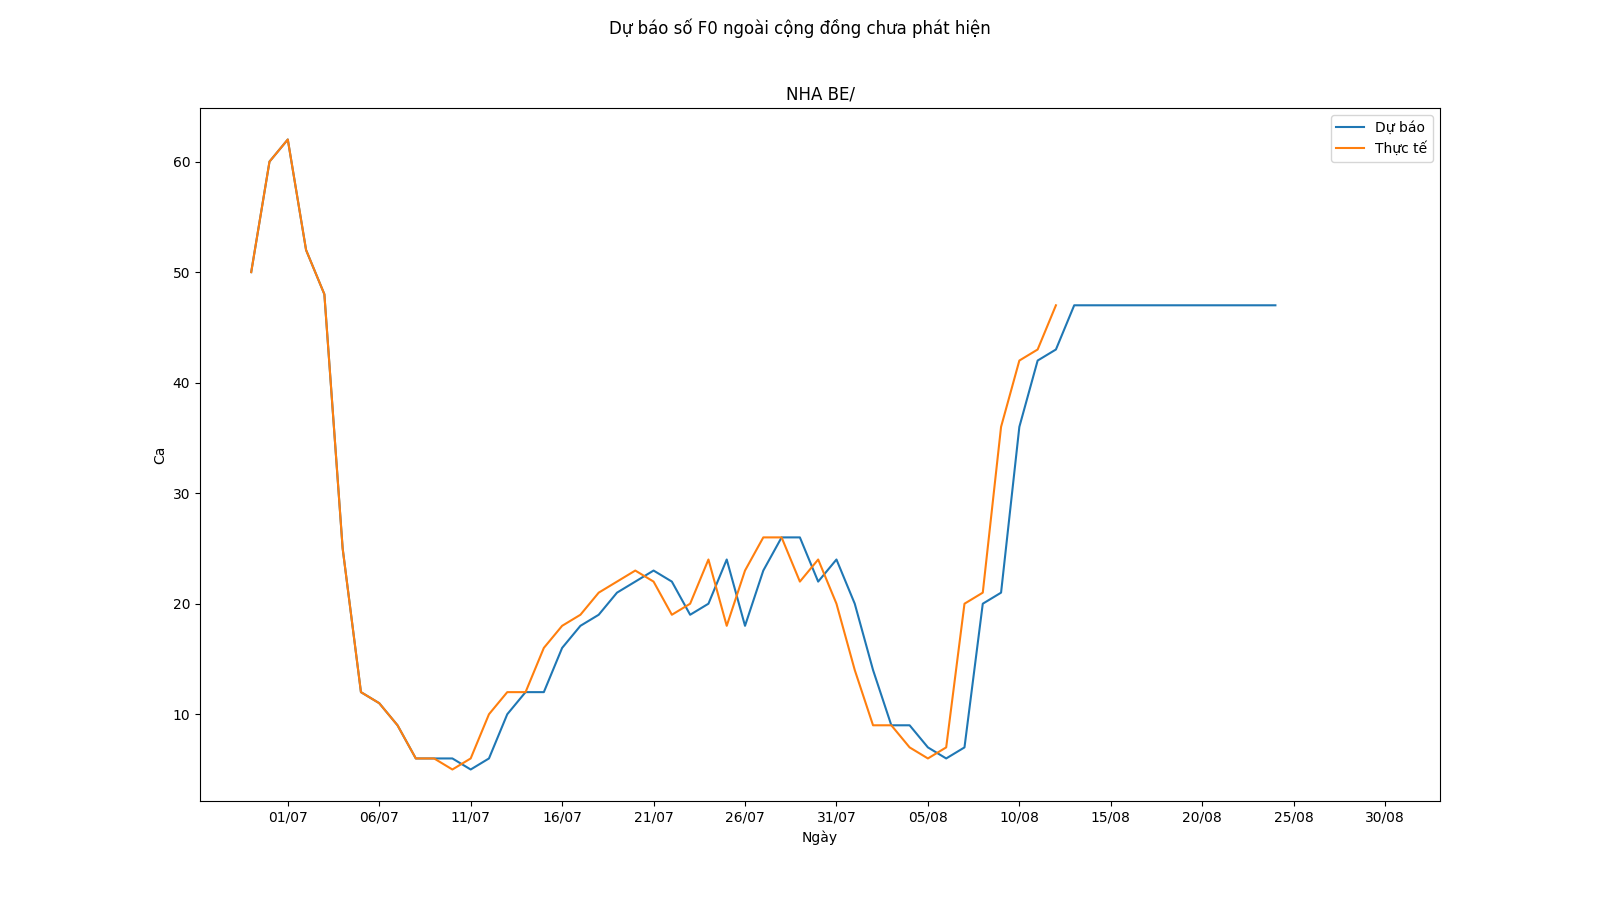 Dự báo số F0 ngoài cộng đồng chưa phát hiện
NHA BE/
Dự báo
Thực tế
60
50
40
30
20
10
Ca
01/07 06/07 11/07 16/07 21/07 26/07 31/07 05/08 10/08 15/08 20/08 25/08 30/08
Ngày